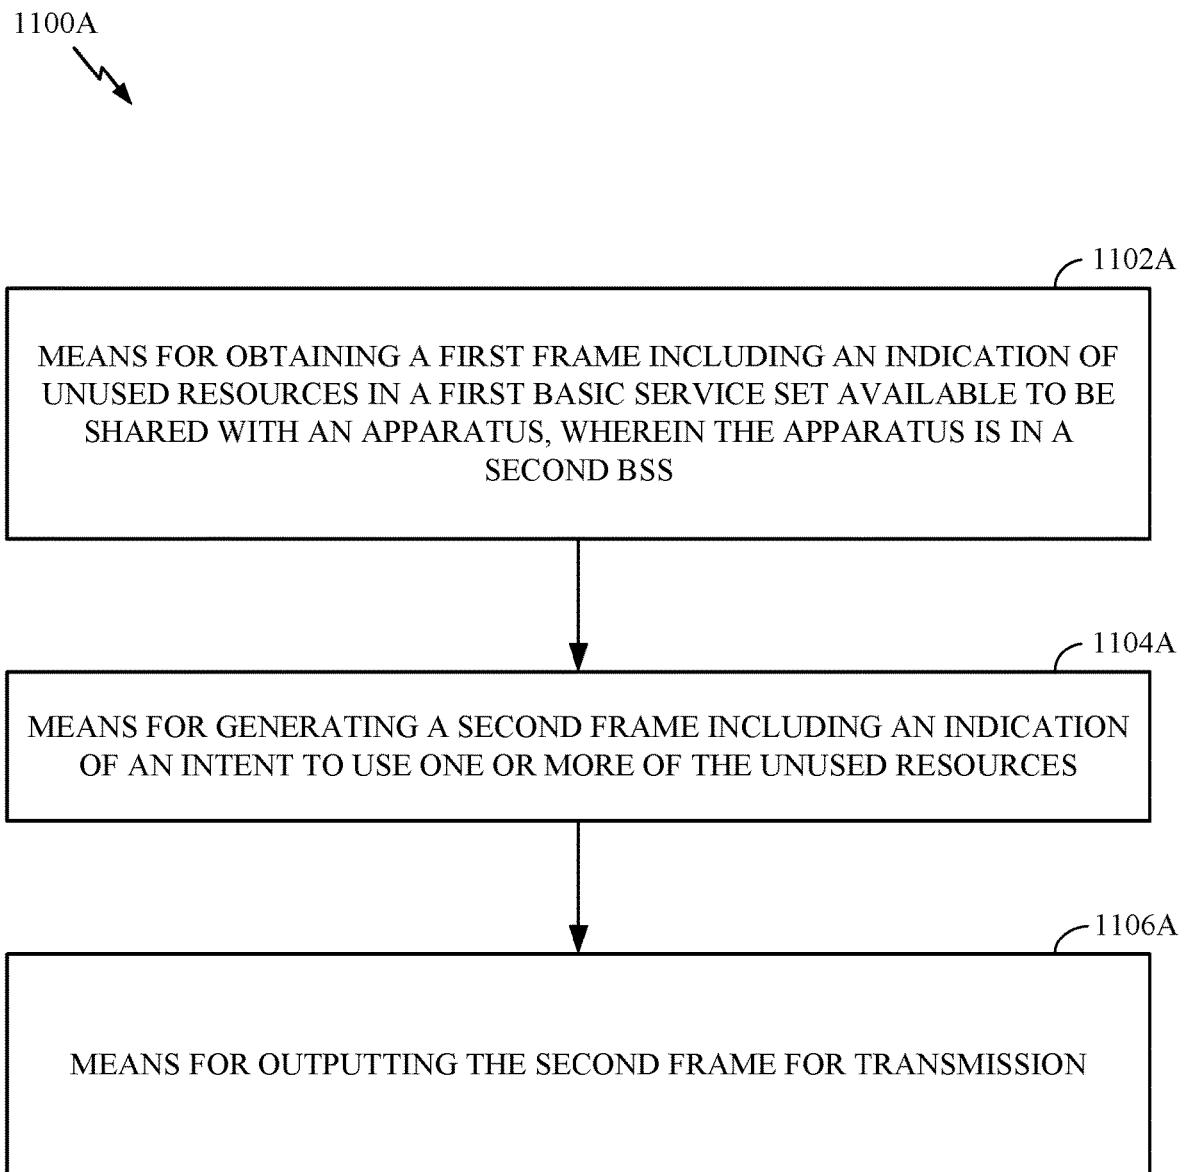 1100A
1102A
MEANS FOR OBTAINING A FIRST FRAME INCLUDING AN INDICATION OF
UNUSED RESOURCES IN A FIRST BASIC SERVICE SET AVAILABLE TO BE
SHARED WITH AN APPARATUS, WHEREIN THE APPARATUS IS IN A
SECOND BSS
1104A
MEANS FOR GENERATING A SECOND FRAME INCLUDING AN INDICATION
OF AN INTENT TO USE ONE OR MORE OF THE UNUSED RESOURCES
1106A
MEANS FOR OUTPUTTING THE SECOND FRAME FOR TRANSMISSION